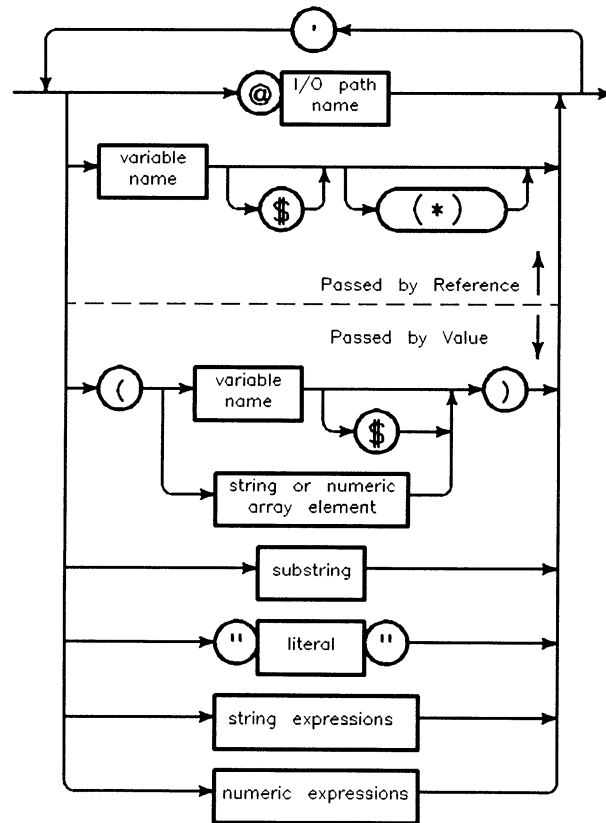 ,
@ I/O path
name
variable
name
$
(*)
Passed by Reference
Passed by Value
(
variable
name
)
$
string or numeric
array element
substring
" literal "
string expressions
numeric expressions